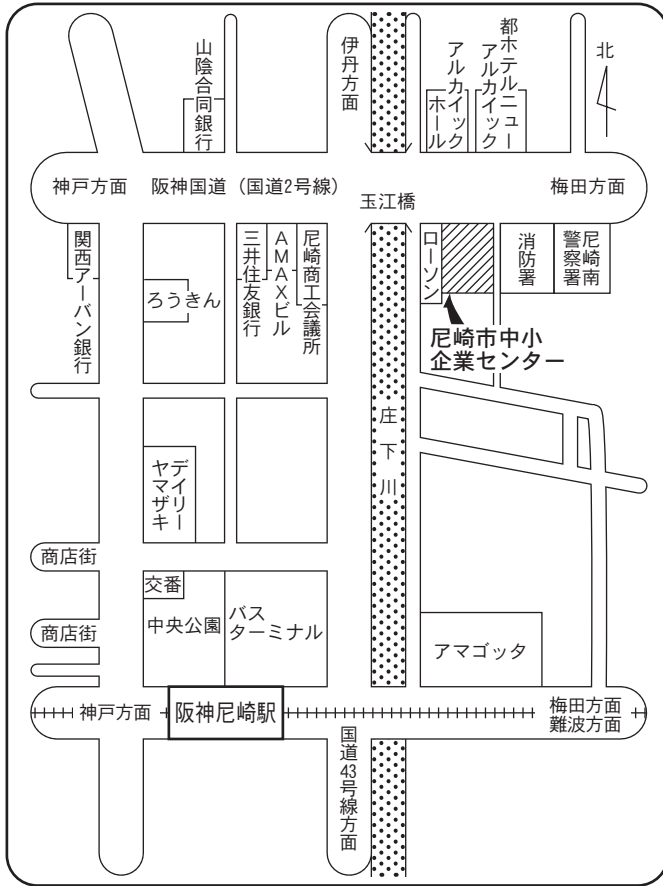 山陰合同銀行
伊丹方面
アルカイック
ホール
都ホテルニュー
アルカイック
北
神戸方面
阪神国道（国道2号線）
玉江橋
梅田方面
関西アーバン銀行
ろうきん
三井住友銀行
AMAXビル
尼崎商工会議所
ローソン
消防署
尼崎南
警察署
尼崎市中小
企業センター
庄下川
デイリー
ヤマザキ
商店街
交番
商店街
中央公園
バス
ターミナル
アマゴッタ
神戸方面
阪神尼崎駅
梅田方面
難波方面
国道43号線方面